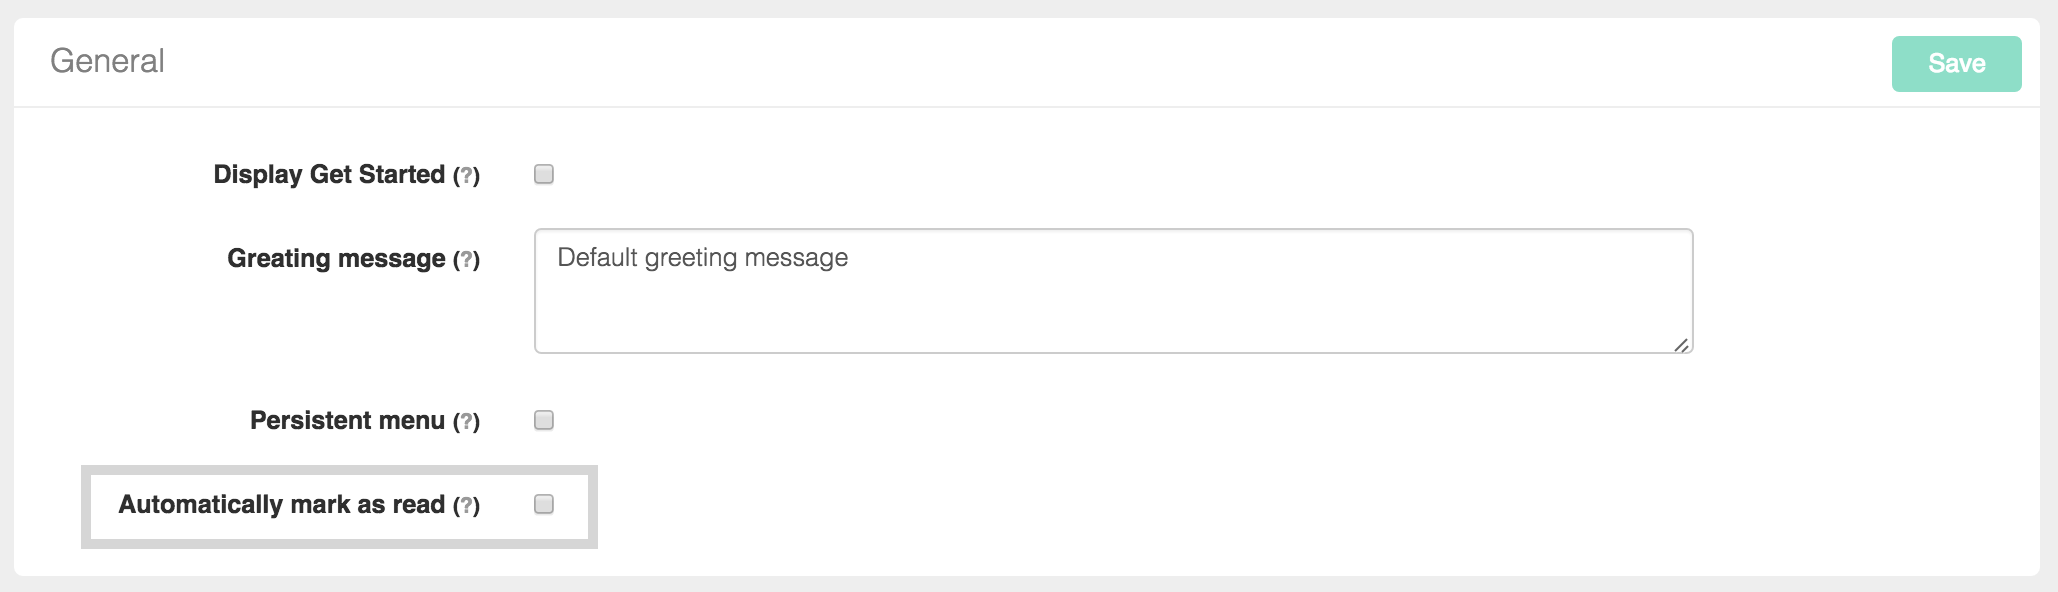 General
Save
Display Get Started (?)
Greating message (?)
Default greeting message
Persistent menu (?)
Automatically mark as read (?)